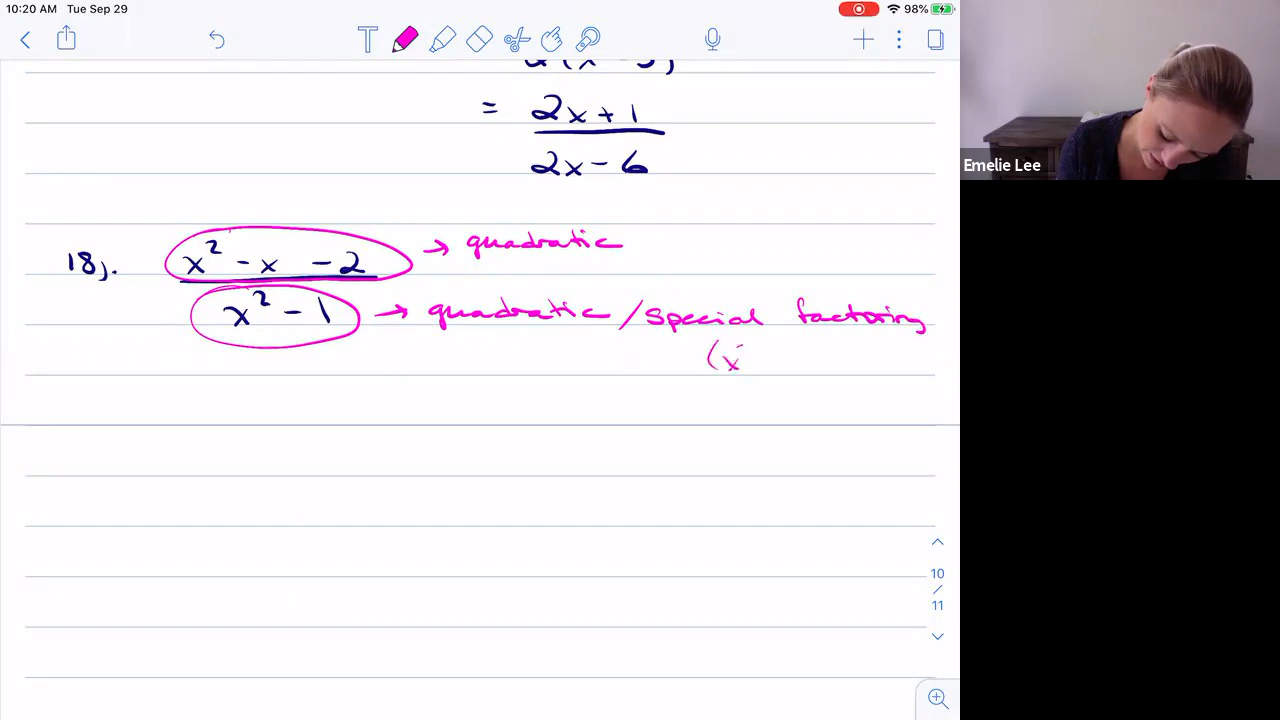 10:20 AM Tue Sep 29
98%
T
= 2x + 1
2x - 6
18). x² - x - 2 → quadratic
x² - 1 → quadratic / special factoring
(x
10
/
11
Emelie Lee